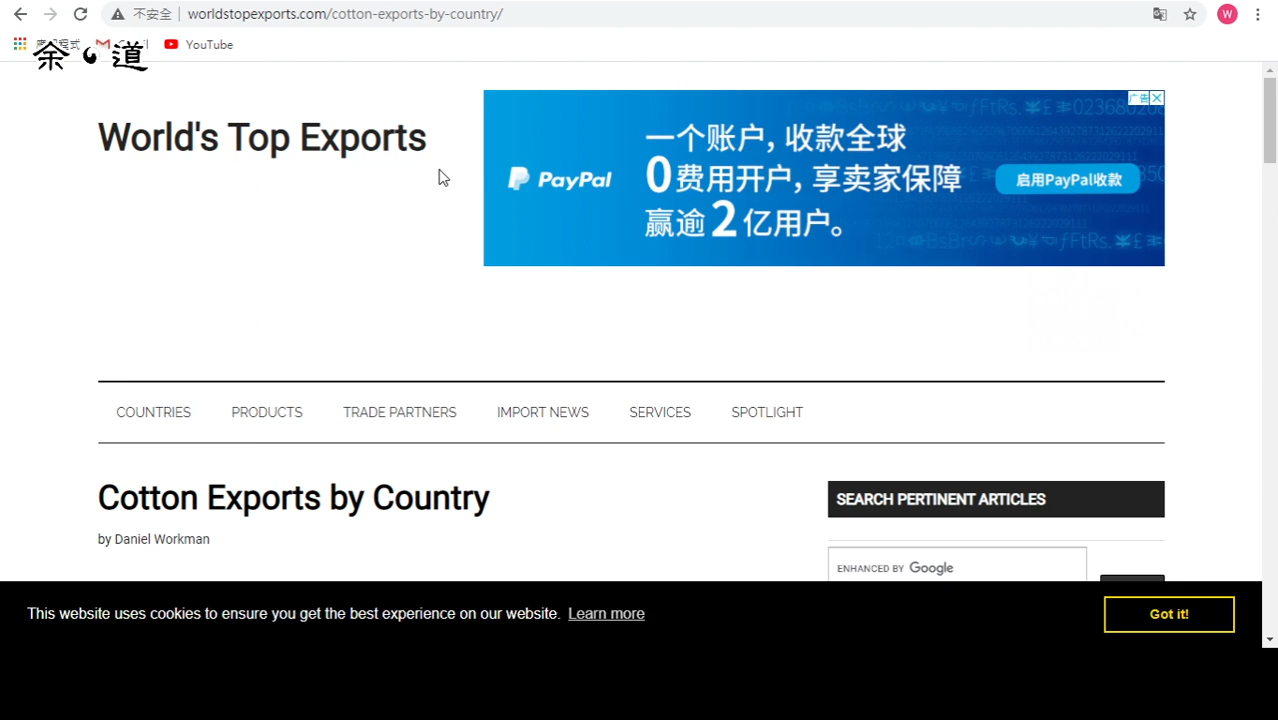 不安全 worldstopexports.com/cotton-exports-by-country/
W
YouTube
余道
World's Top Exports
广告
PayPal
一个账户, 收款全球
0费用开户, 享卖家保障
赢逾2亿用户。
启用PayPal收款
COUNTRIES PRODUCTS TRADE PARTNERS IMPORT NEWS SERVICES SPOTLIGHT
Cotton Exports by Country
by Daniel Workman
SEARCH PERTINENT ARTICLES
ENHANCED BY Google
This website uses cookies to ensure you get the best experience on our website. Learn more
Got it!